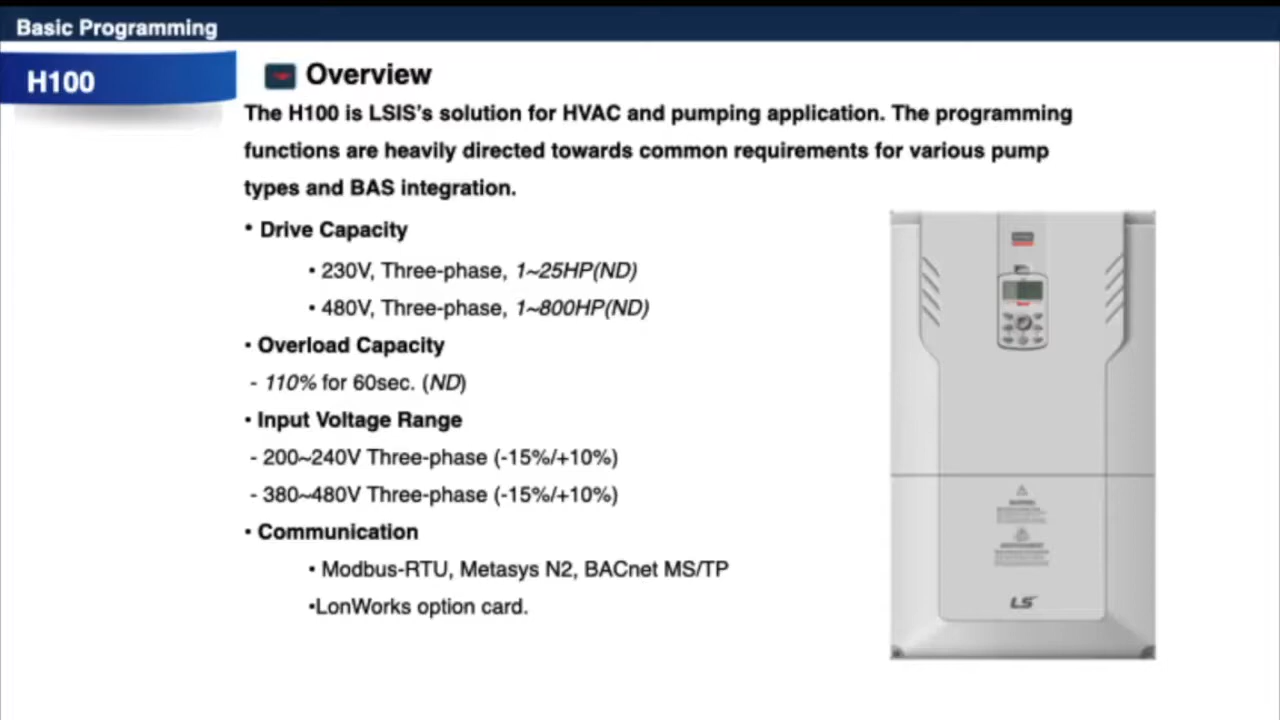 Basic Programming
H100
Overview
The H100 is LSIS's solution for HVAC and pumping application. The programming
functions are heavily directed towards common requirements for various pump
types and BAS integration.
• Drive Capacity
• 230V, Three-phase, 1~25HP(ND)
• 480V, Three-phase, 1~800HP(ND)
• Overload Capacity
- 110% for 60sec. (ND)
• Input Voltage Range
- 200~240V Three-phase (-15%/+10%)
- 380~480V Three-phase (-15%/+10%)
• Communication
• Modbus-RTU, Metasys N2, BACnet MS/TP
•LonWorks option card.
LS